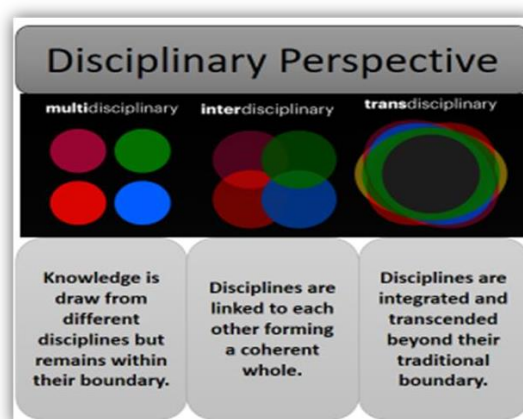 Disciplinary Perspective
multidisciplinary
interdisciplinary
transdisciplinary
Knowledge is
draw from
different
disciplines but
remains within
their boundary.
Disciplines are
linked to each
other forming
a coherent
whole.
Disciplines are
integrated and
transcended
beyond their
traditional
boundary.